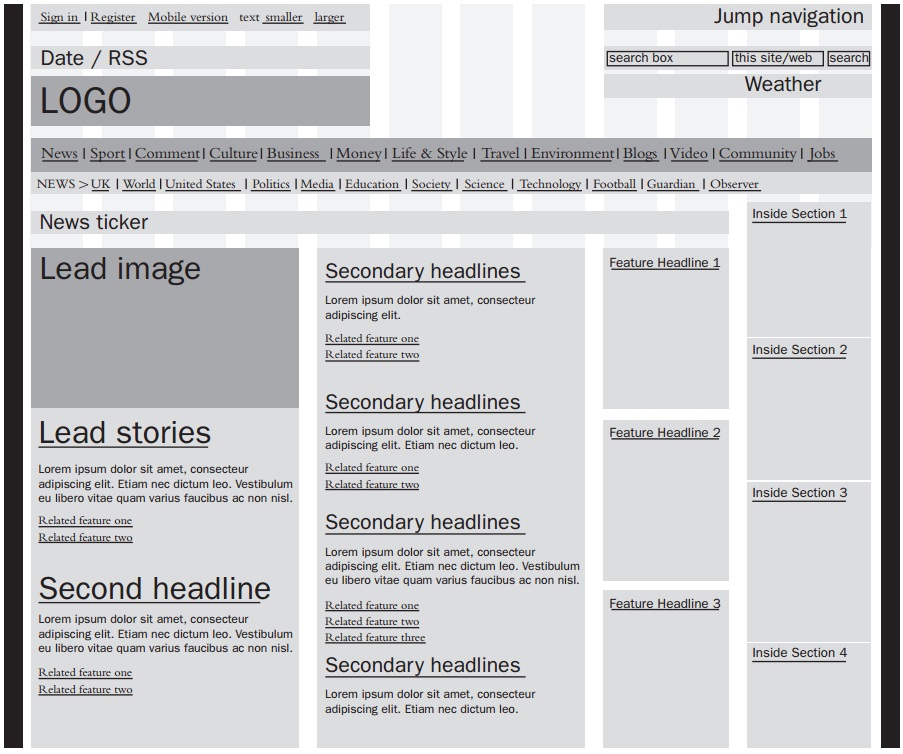 Sign in | Register Mobile version text smaller larger
Jump navigation
Date / RSS
search box this site/web search
LOGO
Weather
News | Sport | Comment | Culture | Business | Money | Life & Style | Travel | Environment | Blogs | Video | Community | Jobs
NEWS > UK | World | United States | Politics | Media | Education | Society | Science | Technology | Football | Guardian | Observer
News ticker
Lead image
Lead stories
Lorem ipsum dolor sit amet, consecteur
adipiscing elit. Etiam nec dictum leo. Vestibulum
eu libero vitae quam varius faucibus ac non nisl.
Related feature one
Related feature two
Second headline
Lorem ipsum dolor sit amet, consecteur
adipiscing elit. Etiam nec dictum leo. Vestibulum
eu libero vitae quam varius faucibus ac non nisl.
Related feature one
Related feature two
Secondary headlines
Lorem ipsum dolor sit amet, consecteur
adipiscing elit.
Related feature one
Related feature two
Secondary headlines
Lorem ipsum dolor sit amet, consecteur
adipiscing elit. Etiam nec dictum leo.
Related feature one
Related feature two
Secondary headlines
Lorem ipsum dolor sit amet, consecteur
adipiscing elit. Etiam nec dictum leo. Vestibulum
eu libero vitae quam varius faucibus ac non nisl.
Related feature one
Related feature two
Related feature three
Secondary headlines
Lorem ipsum dolor sit amet, consecteur
adipiscing elit. Etiam nec dictum leo.
Feature Headline 1
Feature Headline 2
Feature Headline 3
Inside Section 1
Inside Section 2
Inside Section 3
Inside Section 4